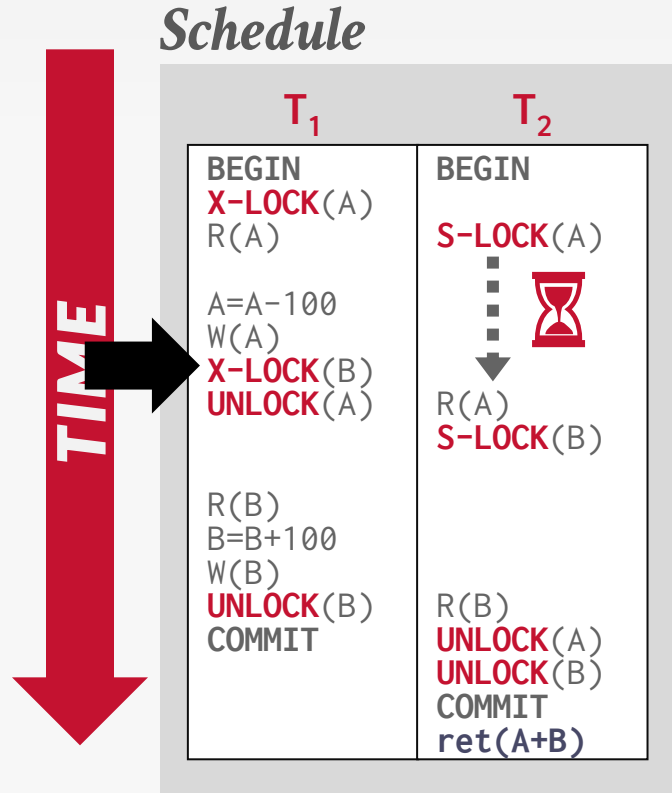 Schedule
TIME
T1
T2
BEGIN
X-LOCK(A)
R(A)
A=A-100
W(A)
X-LOCK(B)
UNLOCK(A)
R(B)
B=B+100
W(B)
UNLOCK(B)
COMMIT
BEGIN
S-LOCK(A)
R(A)
S-LOCK(B)
R(B)
UNLOCK(A)
UNLOCK(B)
COMMIT
ret(A+B)